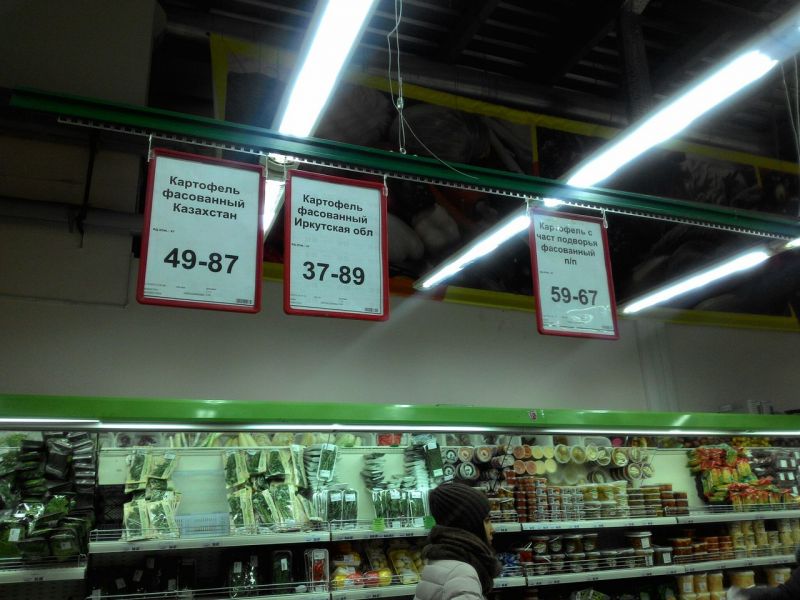 Картофель
фасованный
Казахстан
49-87
Картофель
фасованный
Иркутская обл
37-89
Картофель с
част подворья
фасованный
п/п
59-67